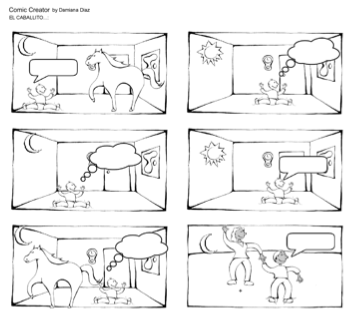 Comic Creator by Damiana Diaz
EL CABALLITO...: